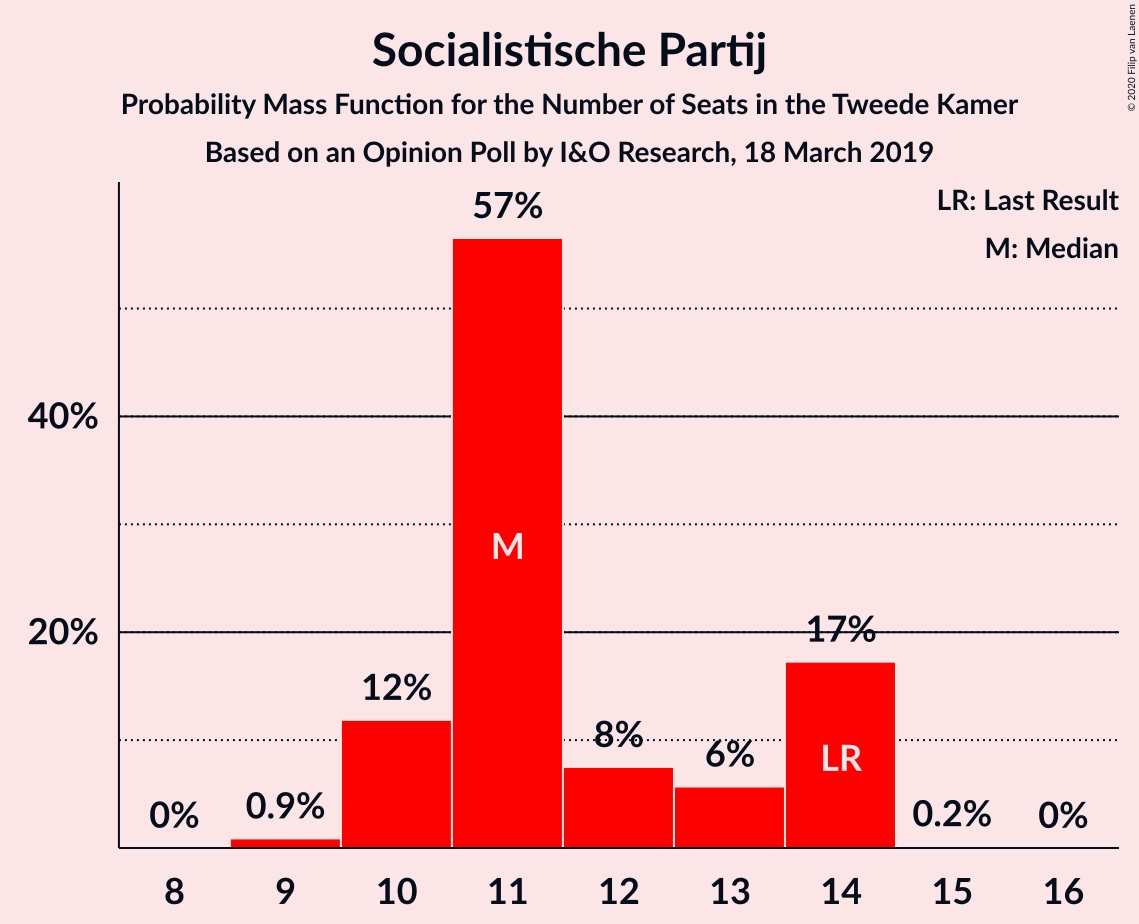 Socialistische Partij
Probability Mass Function for the Number of Seats in the Tweede Kamer
Based on an Opinion Poll by I&O Research, 18 March 2019
© 2020 Filip van Laenen
LR: Last Result
M: Median
57%
40%
M
20%
17%
12%
8%
6%
LR
0%
0.9%
0.2%
0%
8 9 10 11 12 13 14 15 16